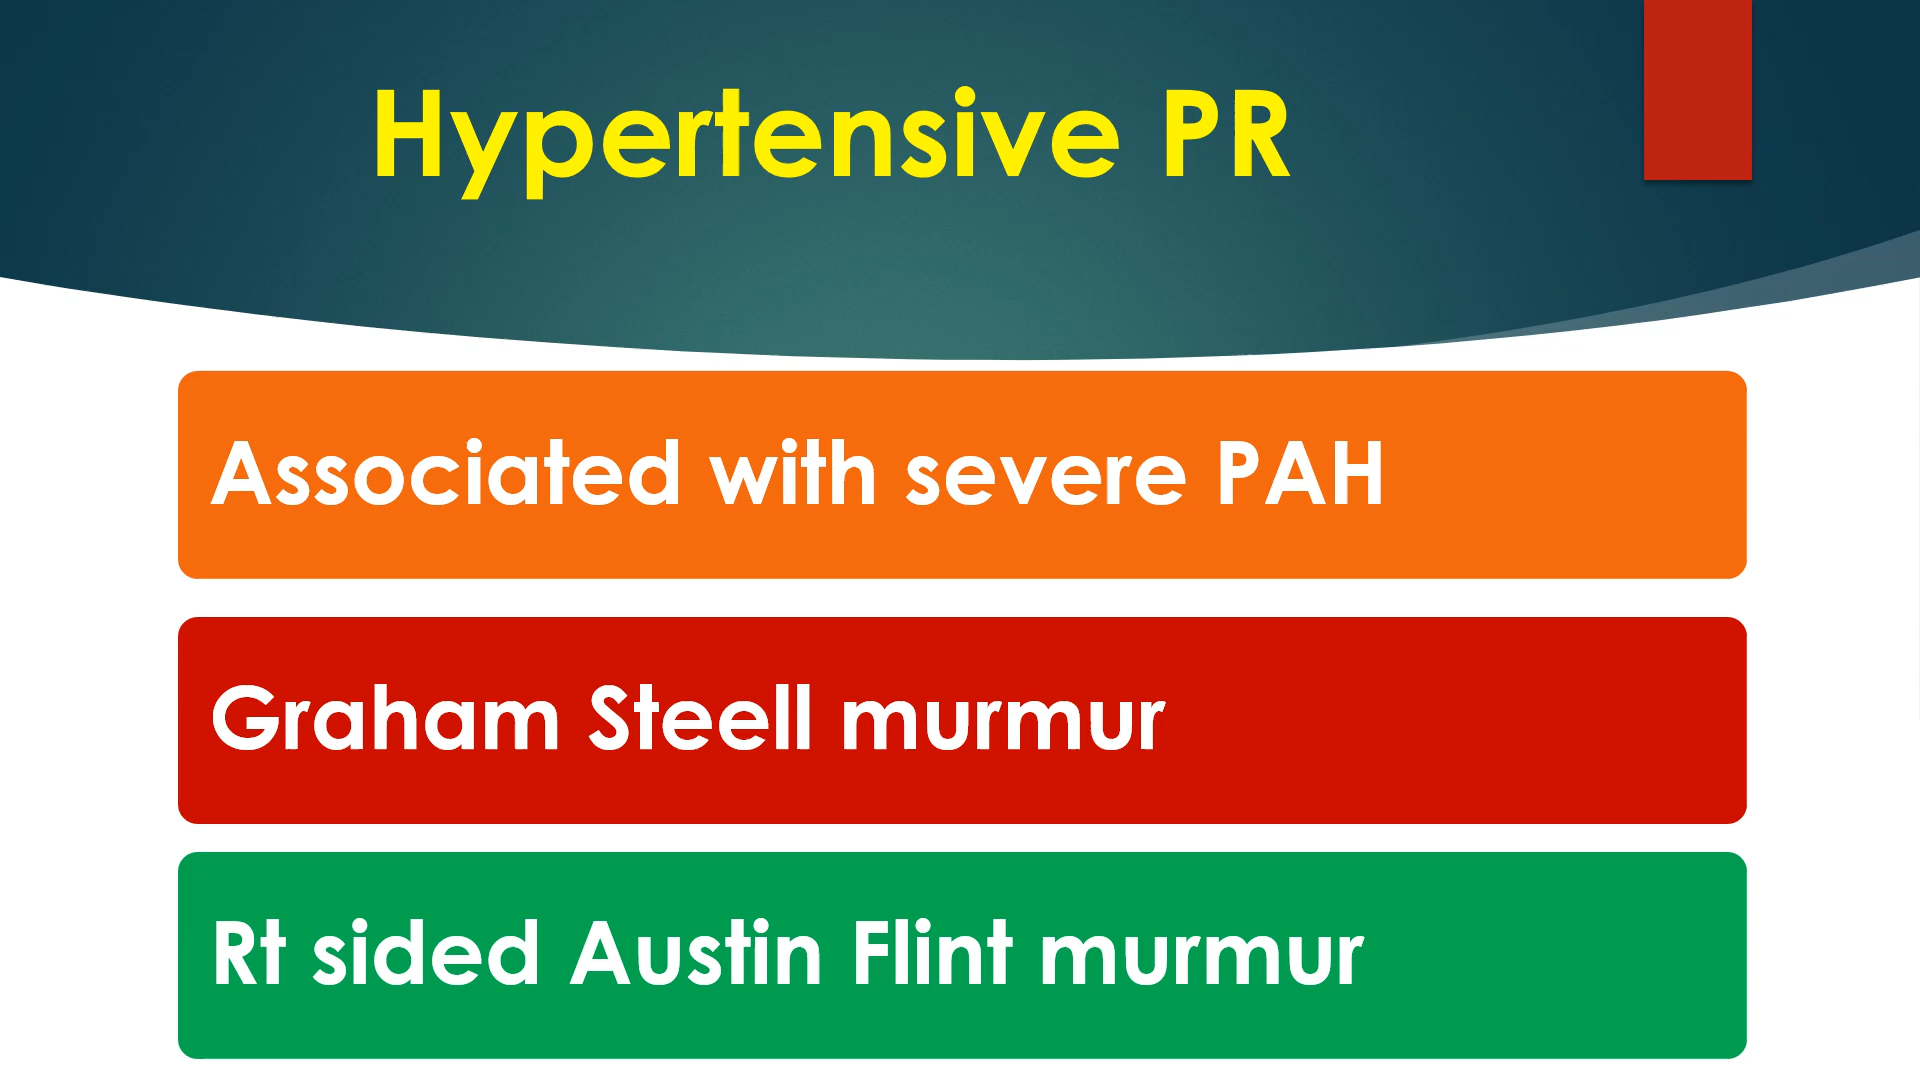 Hypertensive PR
Associated with severe PAH
Graham Steell murmur
Rt sided Austin Flint murmur